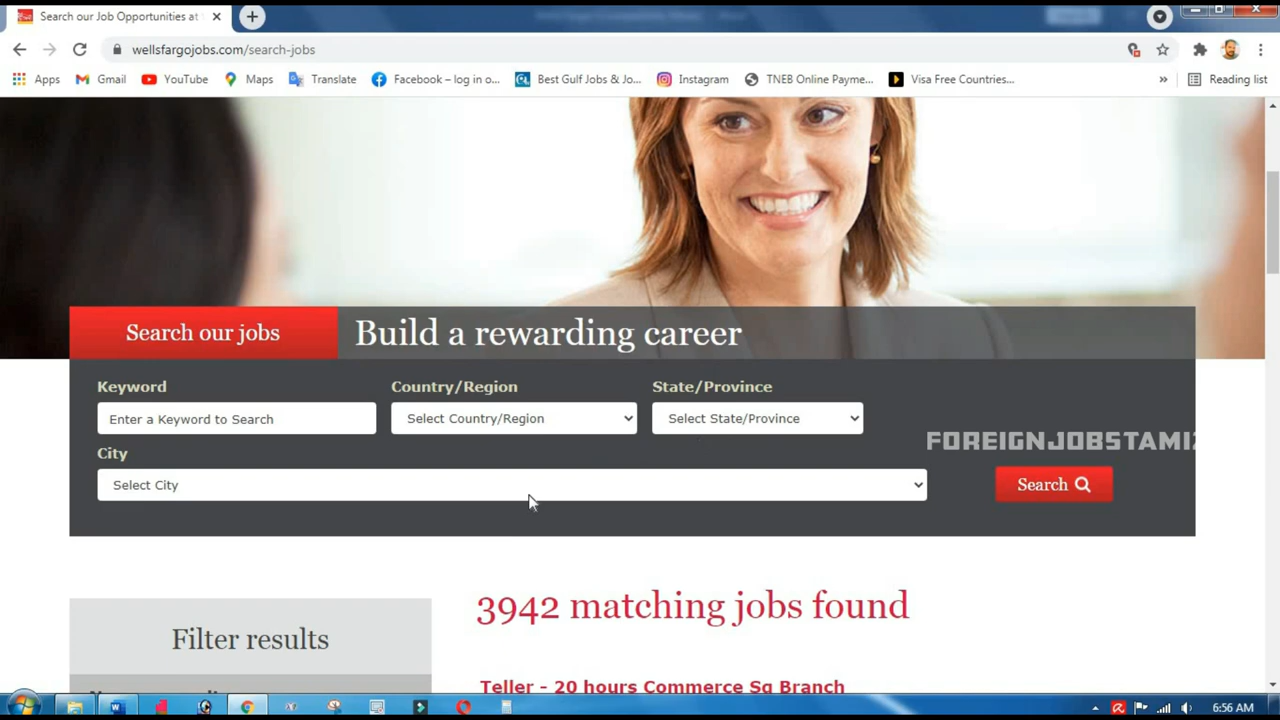 Search our Job Opportunities at
wellsfargojobs.com/search-jobs
Apps Gmail YouTube Maps Translate Facebook – log in o... Best Gulf Jobs & Jo... Instagram TNEB Online Payme... Visa Free Countries... » Reading list
Search our jobs
Build a rewarding career
Keyword Country/Region State/Province
Enter a Keyword to Search Select Country/Region Select State/Province
FOREIGNJOBSTAMI
City
Select City
Search
3942 matching jobs found
Filter results
Teller - 20 hours Commerce Sq Branch
6:56 AM